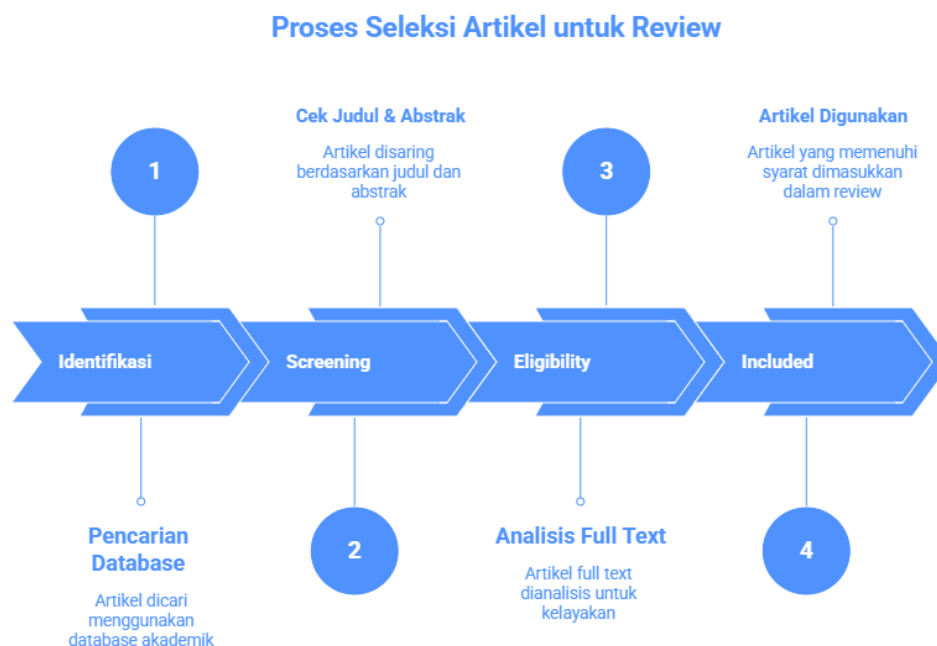 Proses Seleksi Artikel untuk Review
1
Identifikasi
Pencarian
Database
Artikel dicari
menggunakan
database akademik
Cek Judul & Abstrak
Artikel disaring
berdasarkan judul dan
abstrak
Screening
2
3
Eligibility
Analisis Full Text
Artikel full text
dianalisis untuk
kelayakan
Artikel Digunakan
Artikel yang memenuhi
syarat dimasukkan
dalam review
Included
4